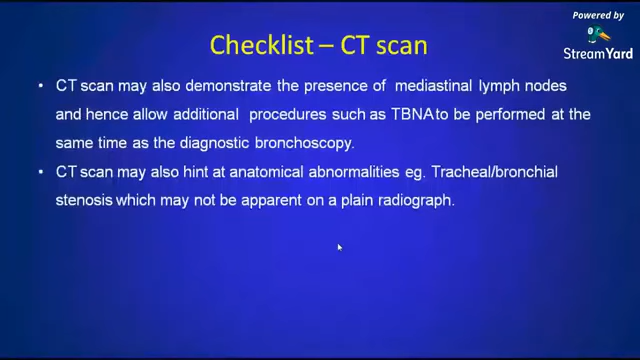 Powered by
StreamYard
Checklist – CT scan
• CT scan may also demonstrate the presence of mediastinal lymph nodes
and hence allow additional procedures such as TBNA to be performed at the
same time as the diagnostic bronchoscopy.
• CT scan may also hint at anatomical abnormalities eg. Tracheal/bronchial
stenosis which may not be apparent on a plain radiograph.